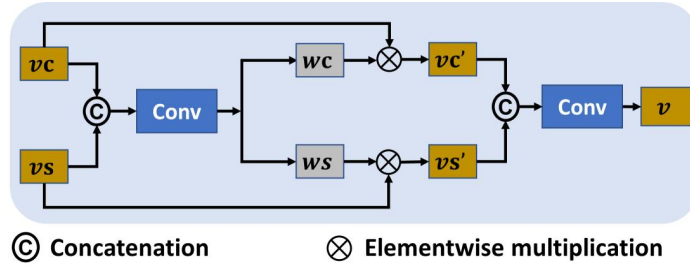 vc
wc
vc'
C
Conv
C
Conv
v
vs
ws
vs'
C Concatenation
Elementwise multiplication